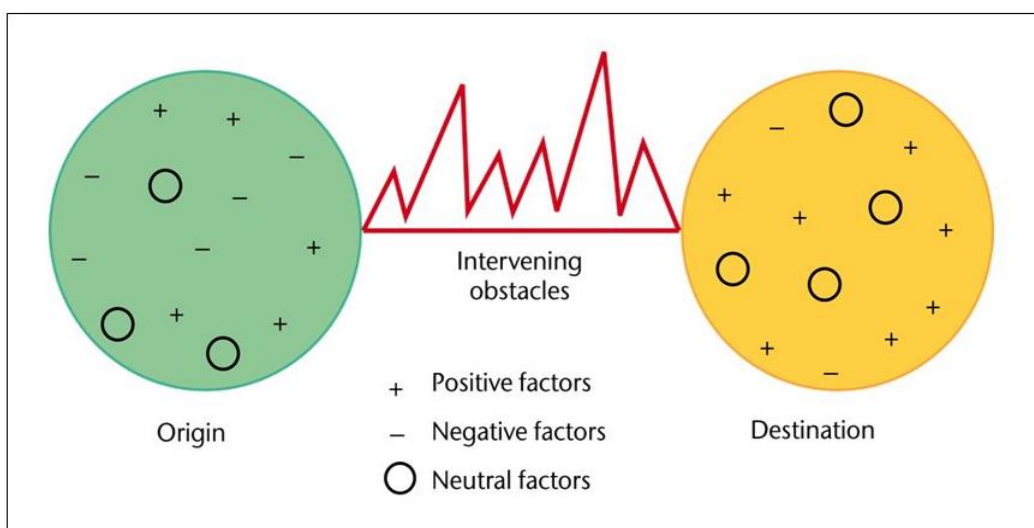 Intervening
obstacles
Origin
Destination
+ Positive factors
− Negative factors
Neutral factors